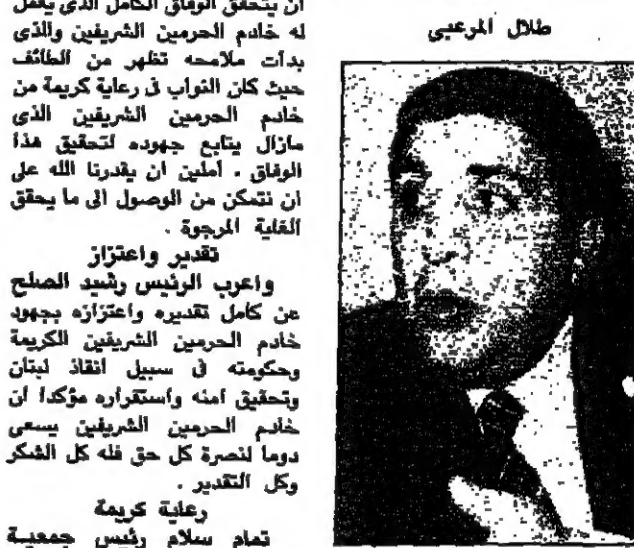 طلال المرعبي
ان يتحقق الوفاق الكامل الذي يعمل
له خادم الحرمين الشريفين والذي
بدأت ملامحه تظهر من الطائف
حيث كان النواب في رعاية كريمة من
خادم الحرمين الشريفين الذي
مازال يتابع جهوده لتحقيق هذا
الوفاق . آملين ان يقدرنا الله على
ان نتمكن من الوصول الى ما يحقق
الغاية المرجوة .
تقدير واعتزاز
واعرب الرئيس رشيد الصلح
عن كامل تقديره واعتزازه بجهود
خادم الحرمين الشريفين الكريمة
وحكومته في سبيل انقاذ لبنان
وتحقيق امنه واستقراره مؤكدا ان
خادم الحرمين الشريفين يسعى
دوما لنصرة كل حق فله كل الشكر
وكل التقدير .
رعاية كريمة
تمام سلام رئيس جمعية